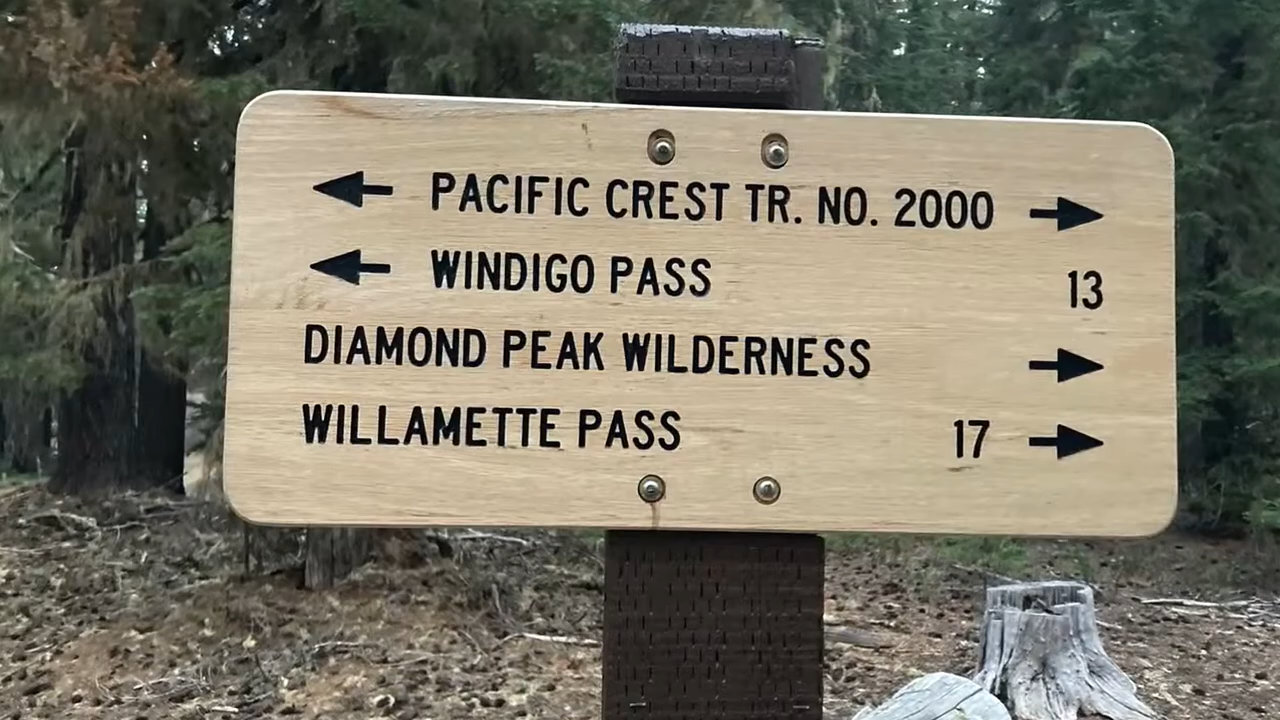 PACIFIC CREST TR. NO. 2000
WINDIGO PASS 13
DIAMOND PEAK WILDERNESS
WILLAMETTE PASS 17